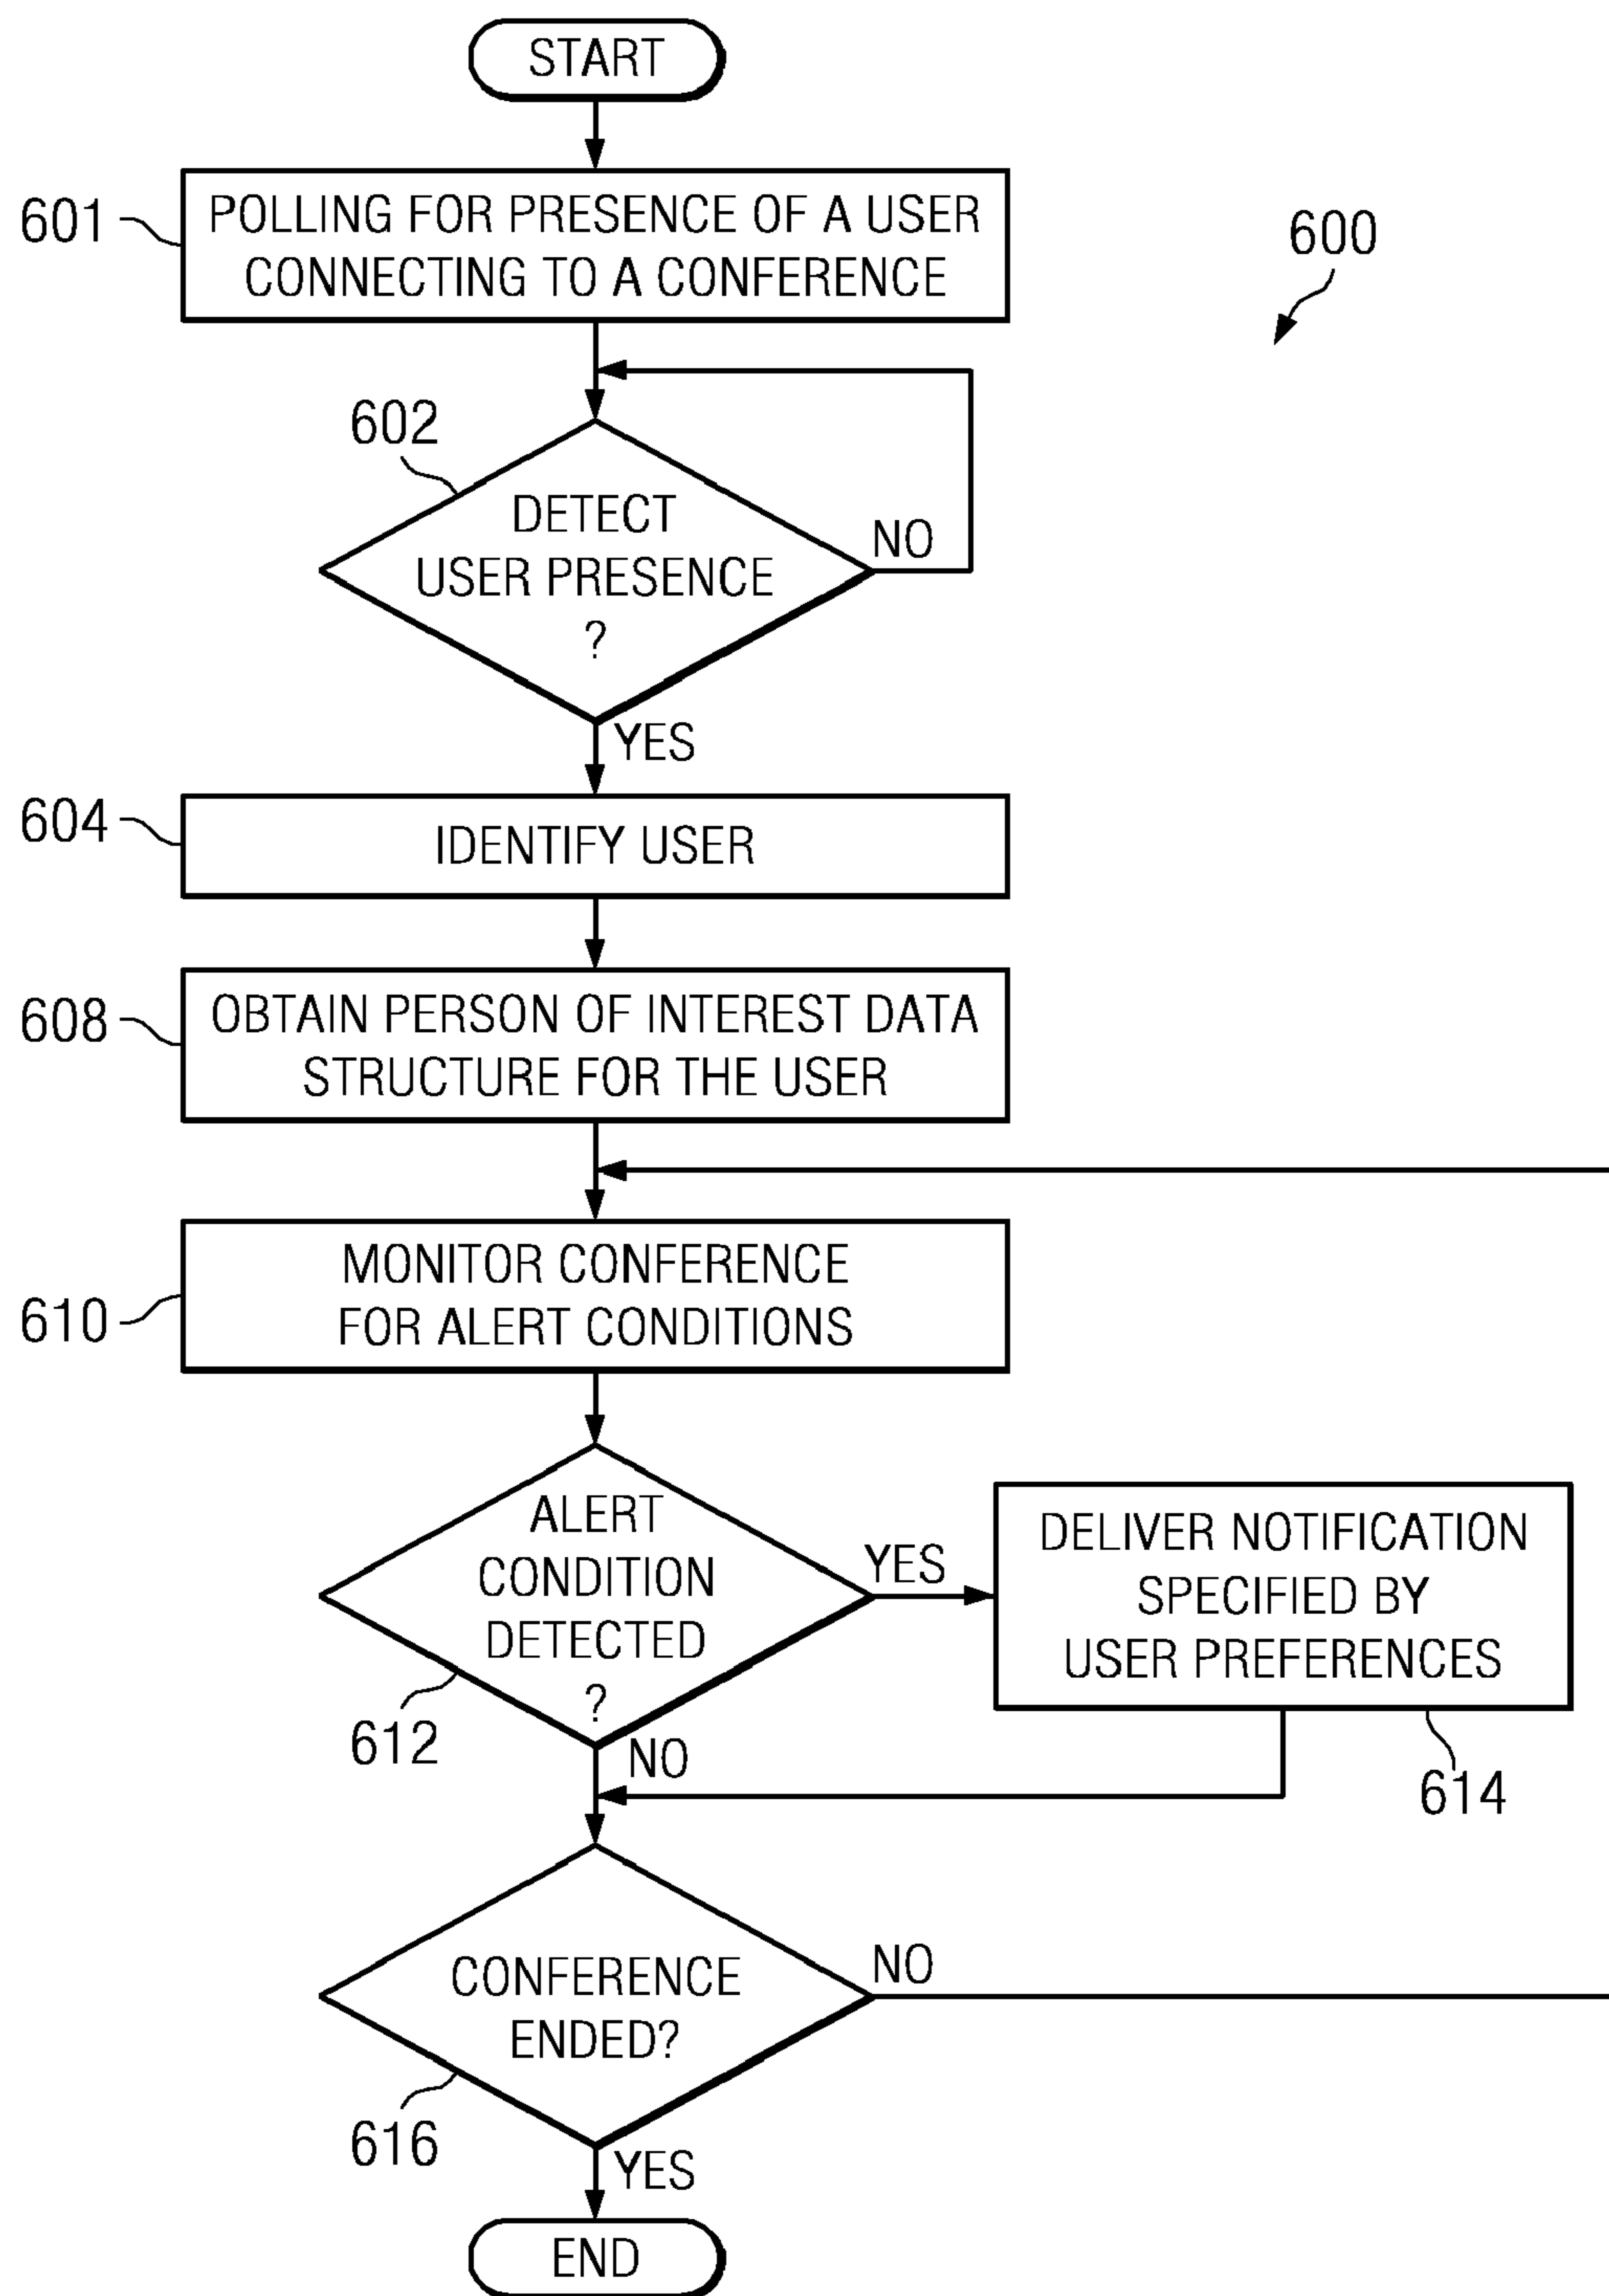 START
601
POLLING FOR PRESENCE OF A USER
CONNECTING TO A CONFERENCE
600
602
DETECT
USER PRESENCE
?
NO
YES
604
IDENTIFY USER
608
OBTAIN PERSON OF INTEREST DATA
STRUCTURE FOR THE USER
610
MONITOR CONFERENCE
FOR ALERT CONDITIONS
ALERT
CONDITION
DETECTED
?
612
YES
NO
DELIVER NOTIFICATION
SPECIFIED BY
USER PREFERENCES
614
CONFERENCE
ENDED?
616
NO
YES
END